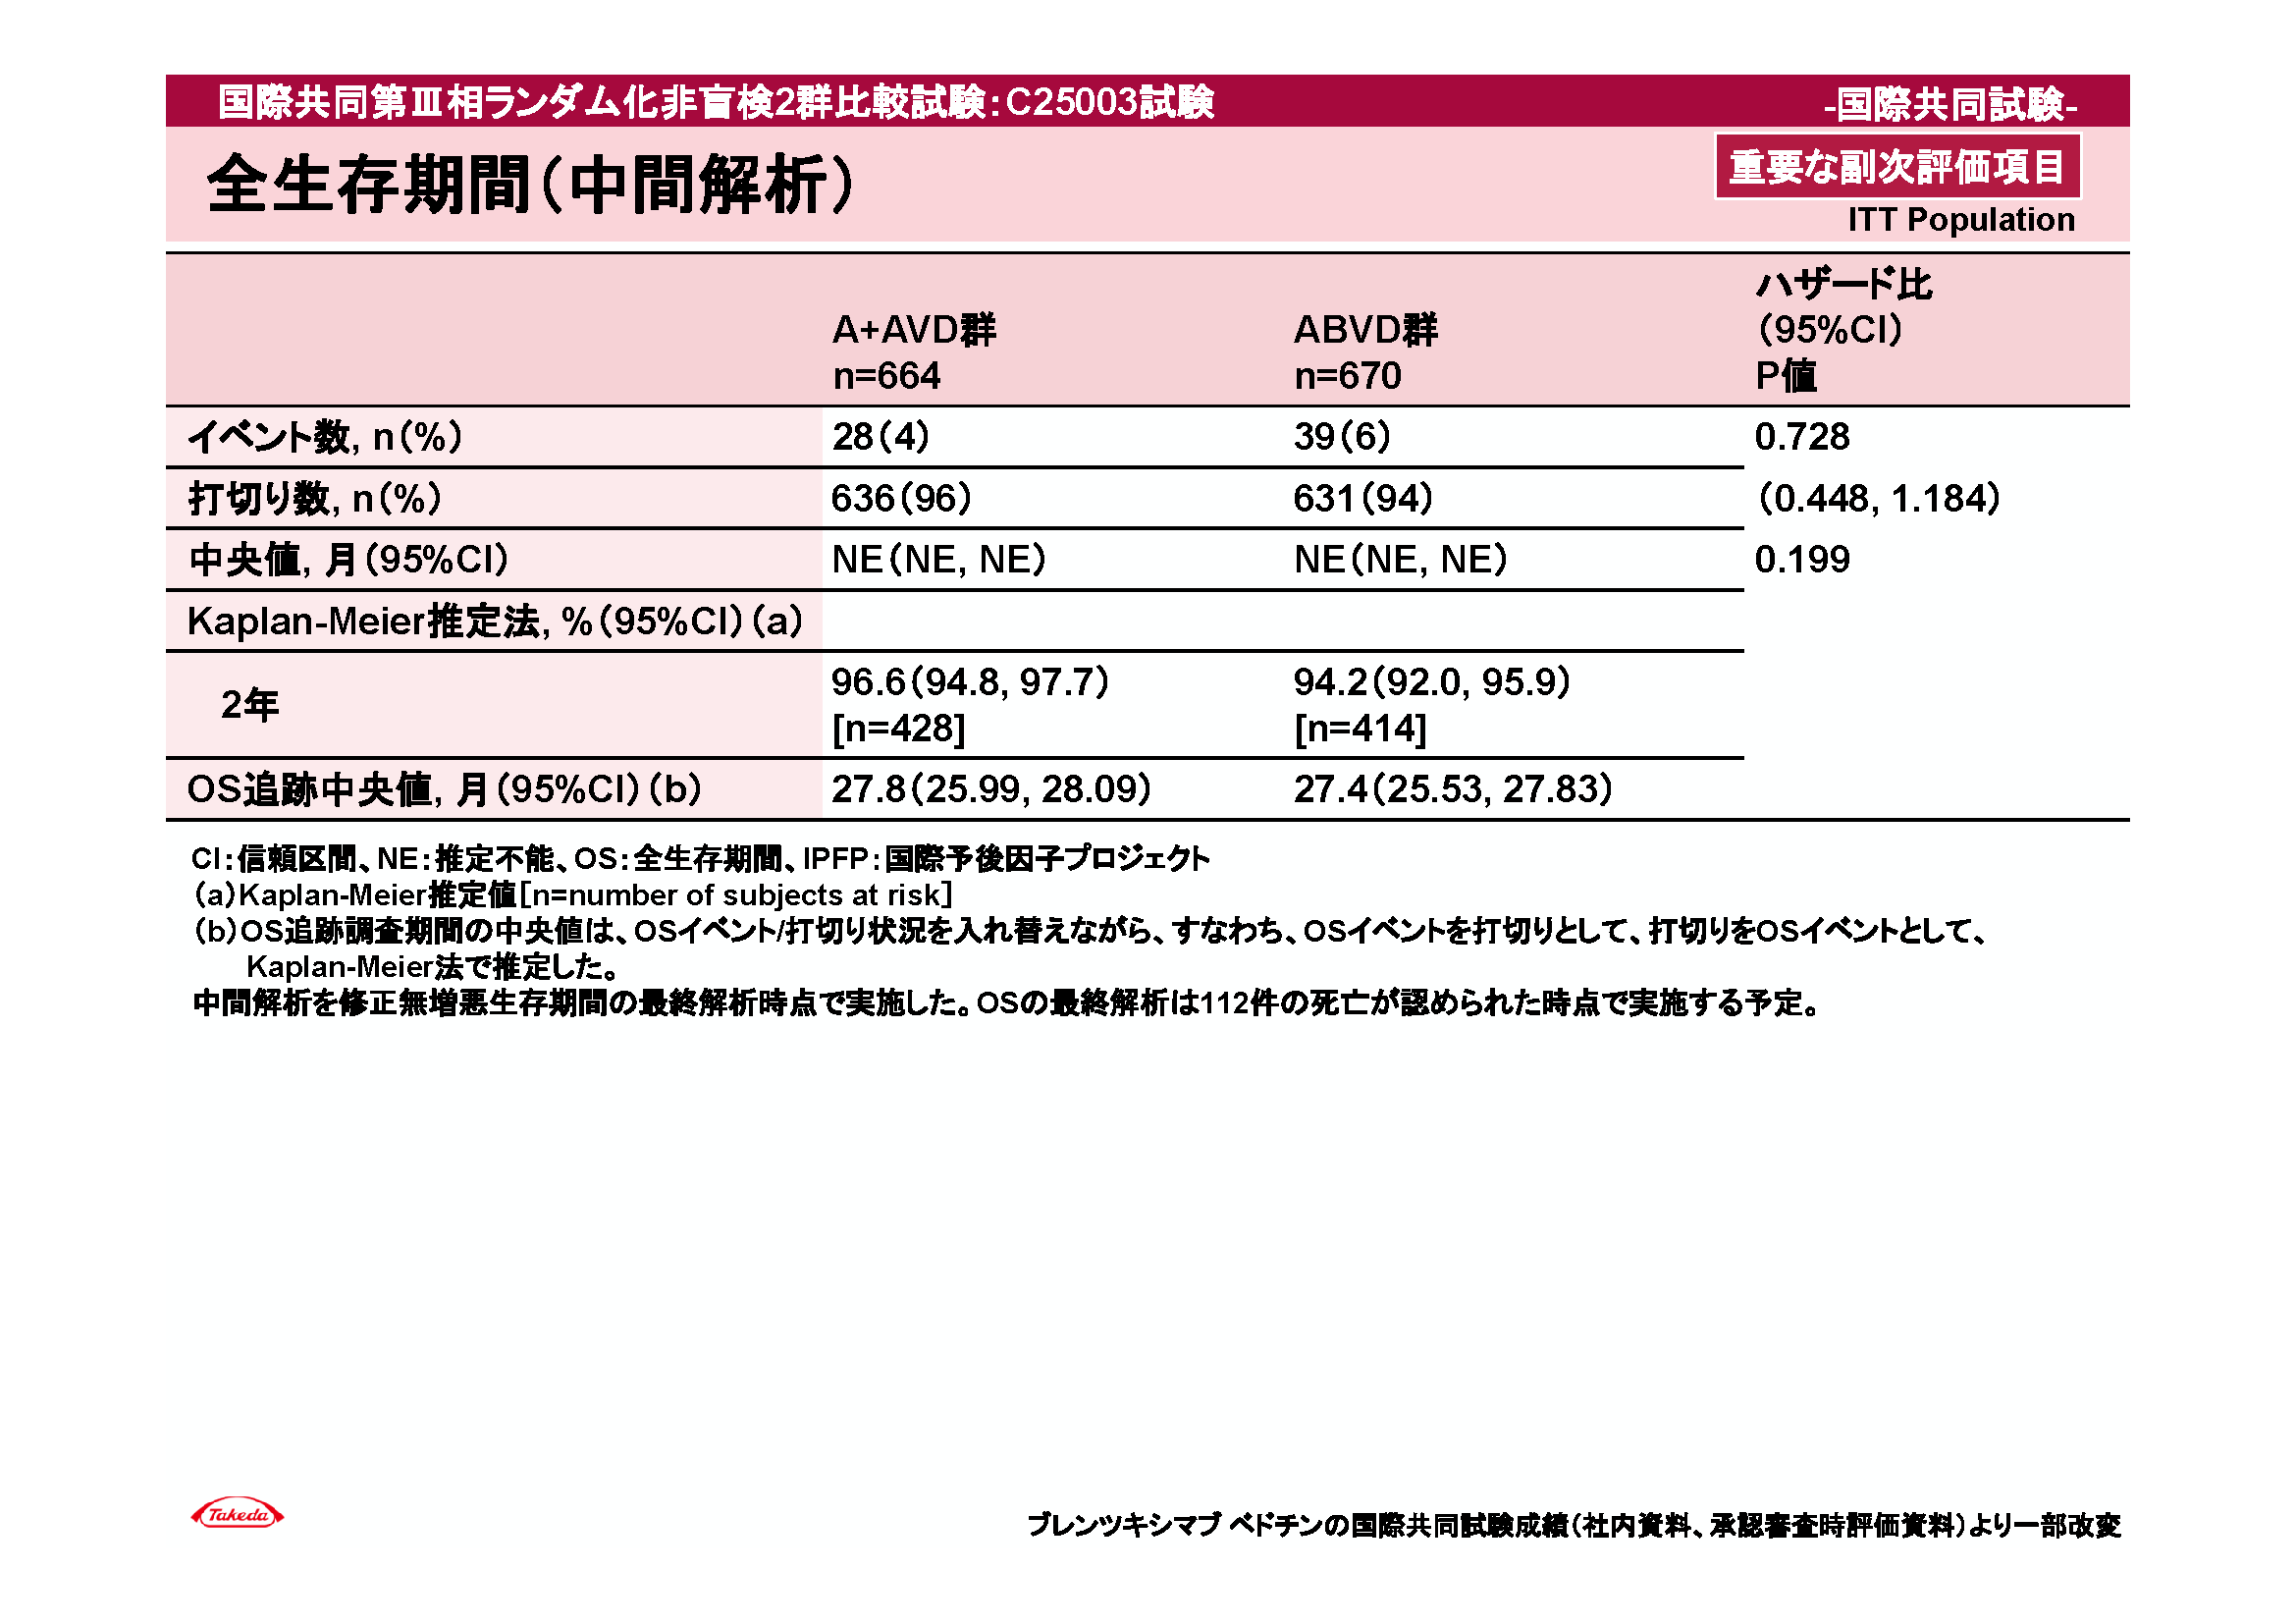 国際共同第Ⅲ相ランダム化非盲検2群比較試験：C25003試験
-国際共同試験-
全生存期間（中間解析）
重要な副次評価項目
ITT Population
A+AVD群
n=664
ABVD群
n=670
ハザード比
（95%CI）
P値
イベント数, n（%） 28（4） 39（6） 0.728
打切り数, n（%） 636（96） 631（94） （0.448, 1.184）
中央値, 月（95%CI） NE（NE, NE） NE（NE, NE） 0.199
Kaplan-Meier推定法, %（95%CI）（a）
2年
96.6（94.8, 97.7）
[n=428]
94.2（92.0, 95.9）
[n=414]
OS追跡中央値, 月（95%CI）（b） 27.8（25.99, 28.09） 27.4（25.53, 27.83）
CI：信頼区間、NE：推定不能、OS：全生存期間、IPFP：国際予後因子プロジェクト
（a）Kaplan-Meier推定値［n=number of subjects at risk］
（b）OS追跡調査期間の中央値は、OSイベント/打切り状況を入れ替えながら、すなわち、OSイベントを打切りとして、打切りをOSイベントとして、
Kaplan-Meier法で推定した。
中間解析を修正無増悪生存期間の最終解析時点で実施した。OSの最終解析は112件の死亡が認められた時点で実施する予定。
Takeda
ブレンツキシマブ ベドチンの国際共同試験成績（社内資料、承認審査時評価資料）より一部改変